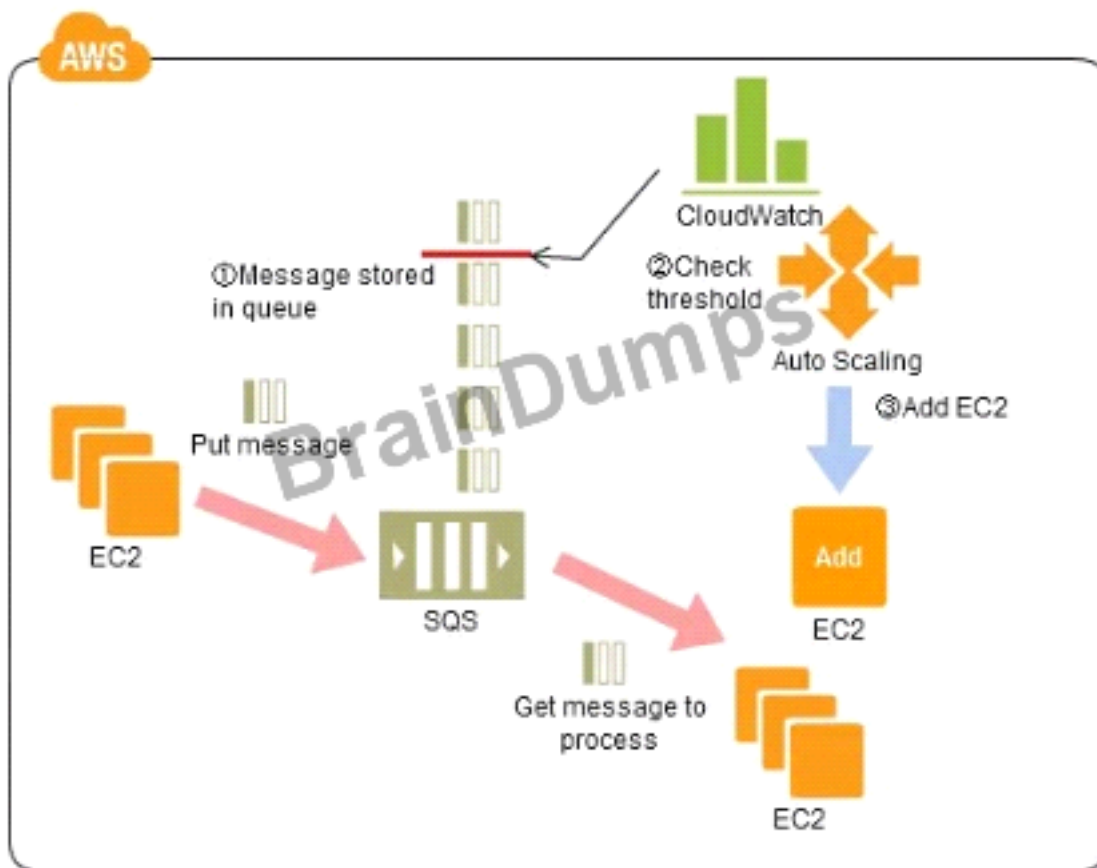 AWS
CloudWatch
①Message stored
in queue
②Check
threshold
Auto Scaling
③Add EC2
Put message
BrainDumps
EC2
SQS
Add
EC2
Get message to
process
EC2